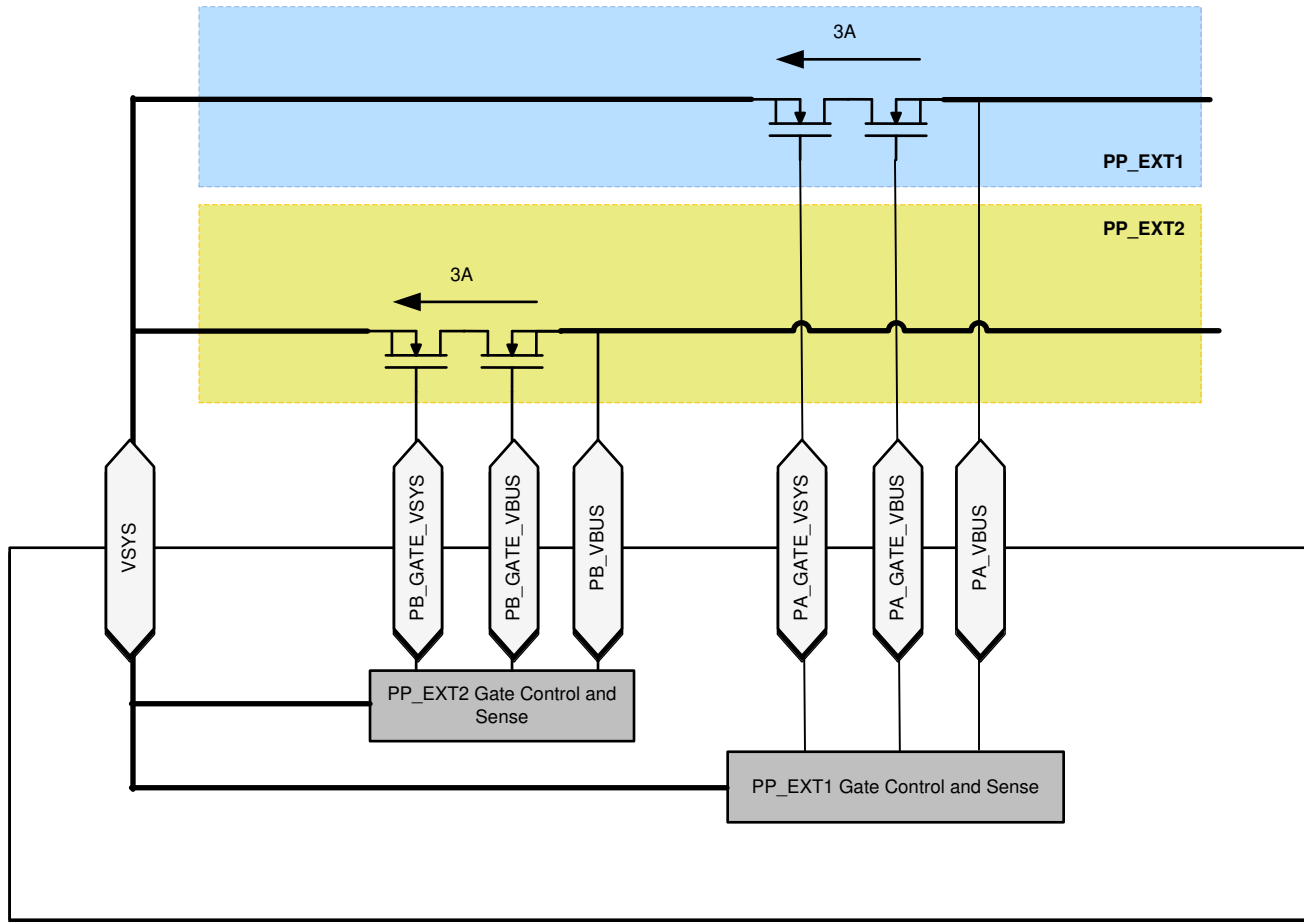 3A
PP_EXT1
PP_EXT2
3A
VSYS
PB_GATE_VSYS
PB_GATE_VBUS
PB_VBUS
PA_GATE_VSYS
PA_GATE_VBUS
PA_VBUS
PP_EXT2 Gate Control and
Sense
PP_EXT1 Gate Control and Sense